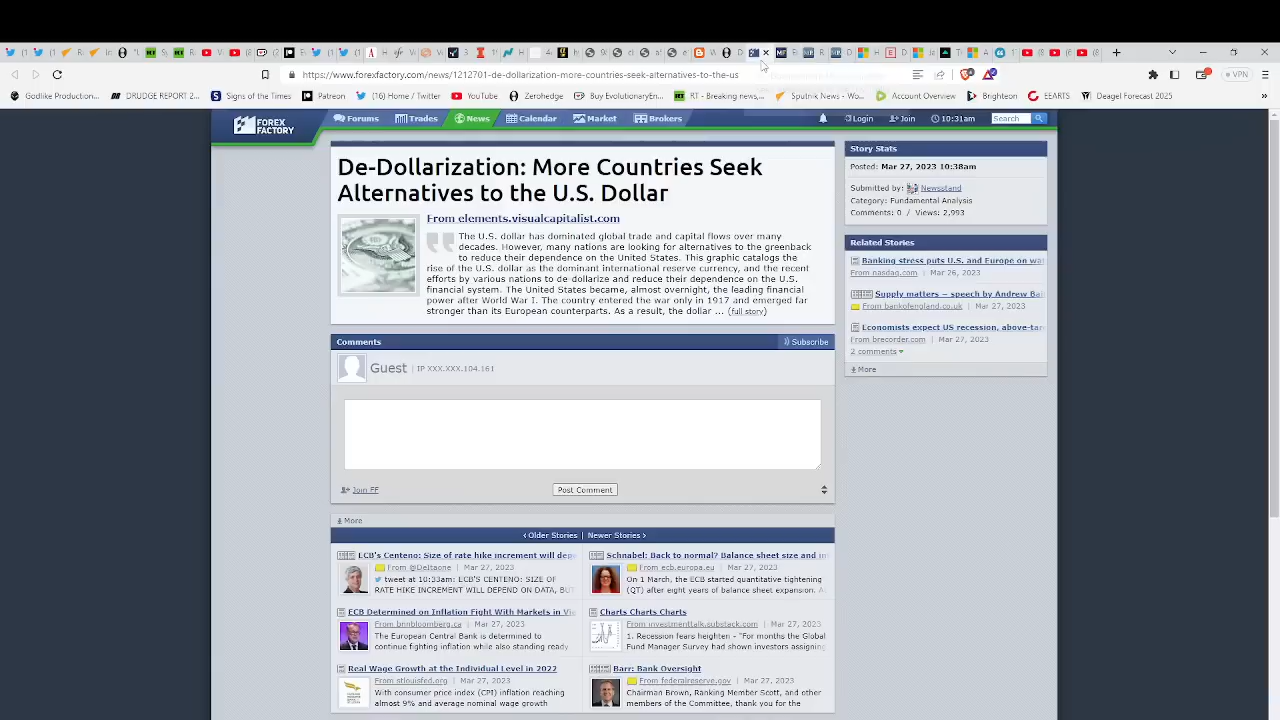 https://www.forexfactory.com/news/1212701-de-dollarization-more-countries-seek-alternatives-to-the-us
VPN
Godlike Production...
DRUDGE REPORT 2...
Signs of the Times
Patreon
(16) Home / Twitter
YouTube
Zerohedge
Buy EvolutionaryEn...
RT - Breaking news,...
Sputnik News - Wo...
Account Overview
Brighteon
EEARTS
Deagel Forecast 2025
»
FOREX FACTORY
Forums
Trades
News
Calendar
Market
Brokers
Login
Join
10:31am
Search
De-Dollarization: More Countries Seek
Alternatives to the U.S. Dollar
From elements.visualcapitalist.com
The U.S. dollar has dominated global trade and capital flows over many
decades. However, many nations are looking for alternatives to the greenback
to reduce their dependence on the United States. This graphic catalogs the
rise of the U.S. dollar as the dominant international reserve currency, and the recent
efforts by various nations to de-dollarize and reduce their dependence on the U.S.
financial system. The United States became, almost overnight, the leading financial
power after World War I. The country entered the war only in 1917 and emerged far
stronger than its European counterparts. As a result, the dollar ... (full story)
Comments
Subscribe
Guest | IP XXX.XXX.104.161
Join FF
Post Comment
More
‹ Older Stories | Newer Stories ›
ECB's Centeno: Size of rate hike increment will dep
From @DeItaone | Mar 27, 2023
tweet at 10:33am: ECB'S CENTENO: SIZE OF
RATE HIKE INCREMENT WILL DEPEND ON DATA, BUT
ECB Determined on Inflation Fight With Markets in Vi
From bnnbloomberg.ca | Mar 27, 2023
The European Central Bank is determined to
continue fighting inflation while also standing ready
Real Wage Growth at the Individual Level in 2022
From stlouisfed.org | Mar 27, 2023
With consumer price index (CPI) inflation reaching
almost 9% and average nominal wage growth
Schnabel: Back to normal? Balance sheet size and in
From ecb.europa.eu | Mar 27, 2023
On 1 March, the ECB started quantitative tightening
(QT) after eight years of balance sheet expansion. A
Charts Charts Charts
From investmenttalk.substack.com | Mar 27, 2023
1. Recession fears heighten - "For months the Global
Fund Manager Survey had shown investors assigning
Barr: Bank Oversight
From federalreserve.gov | Mar 27, 2023
Chairman Brown, Ranking Member Scott, and other
members of the Committee, thank you for the
Story Stats
Posted: Mar 27, 2023 10:38am
Submitted by: Newsstand
Category: Fundamental Analysis
Comments: 0 / Views: 2,993
Related Stories
Banking stress puts U.S. and Europe on wa
From nasdaq.com | Mar 26, 2023
Supply matters − speech by Andrew Bai
From bankofengland.co.uk | Mar 27, 2023
Economists expect US recession, above-tar
From brecorder.com | Mar 27, 2023
2 comments
More